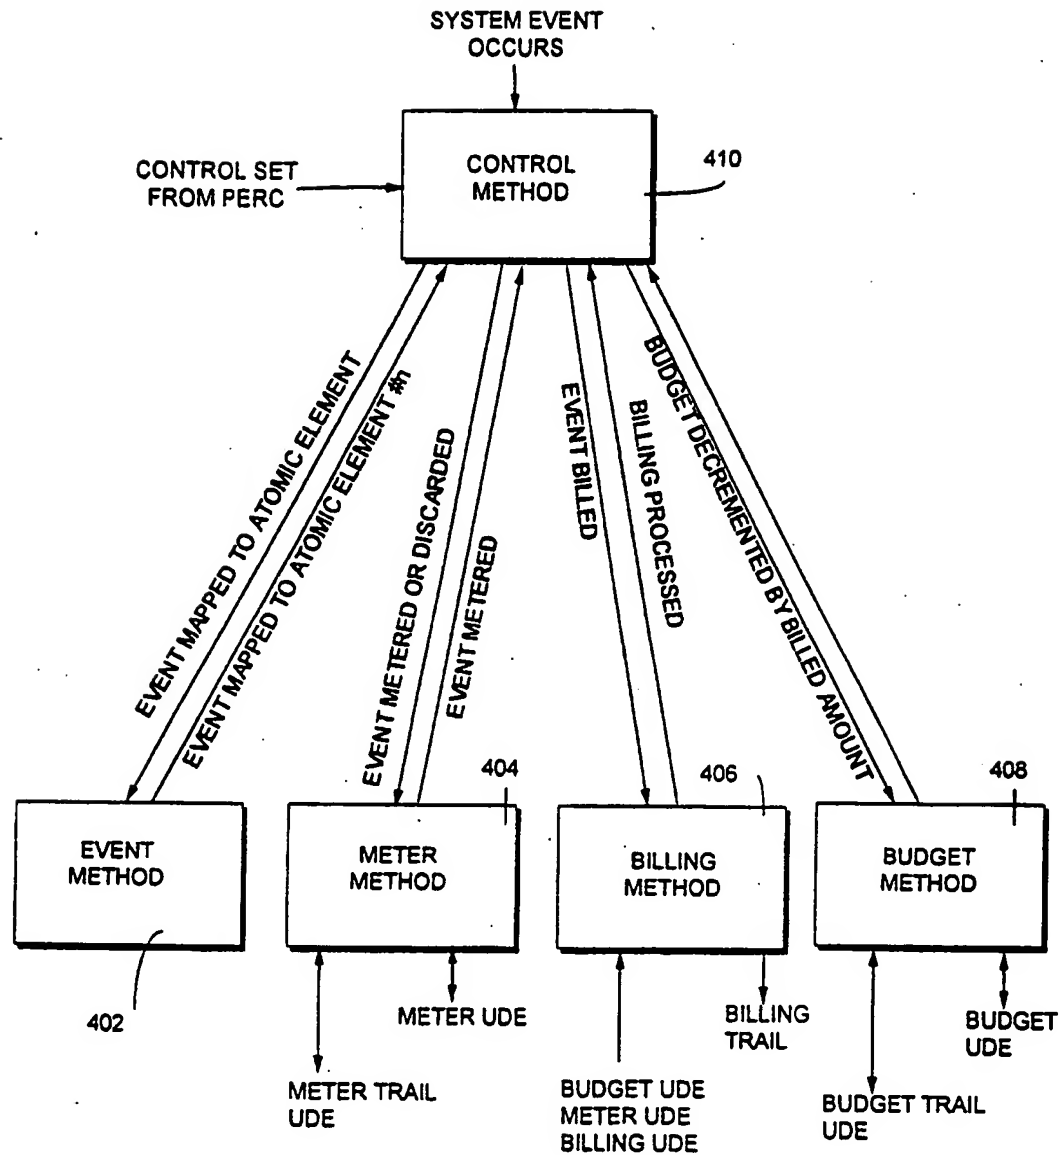 SYSTEM EVENT
OCCURS
CONTROL
METHOD
410
CONTROL SET
FROM PERC
EVENT MAPPED TO ATOMIC ELEMENT
EVENT MAPPED TO ATOMIC ELEMENT #n
EVENT METERED OR DISCARDED
EVENT METERED
EVENT BILLED
BILLING PROCESSED
BUDGET DECREMENTED BY BILLED AMOUNT
EVENT
METHOD
402
404
METER
METHOD
406
BILLING
METHOD
408
BUDGET
METHOD
METER UDE
METER TRAIL
UDE
BILLING
TRAIL
BUDGET UDE
METER UDE
BILLING UDE
BUDGET
UDE
BUDGET TRAIL
UDE